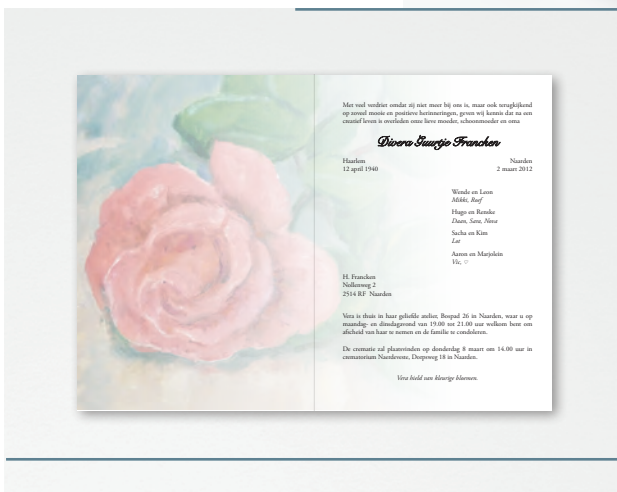 Met veel verdriet omdat zij niet meer bij ons is, maar ook terugkijkend
op zoveel mooie en positieve herinneringen, geven wij kennis dat na een
creatief leven is overleden onze lieve moeder, schoonmoeder en oma
Divera Guurtje Francken
Haarlem Naarden
12 april 1940 2 maart 2012
Wende en Leon
Mikki, Roef
Hugo en Renske
Daan, Sara, Nova
Sacha en Kim
Lot
Aaron en Marjolein
Vic, ♡
H. Francken
Nollenweg 2
2514 RF Naarden
Vera is thuis in haar geliefde atelier, Bospad 26 in Naarden, waar u op
maandag- en dinsdagavond van 19.00 tot 21.00 uur welkom bent om
afscheid van haar te nemen en de familie te condoleren.
De crematie zal plaatsvinden op donderdag 8 maart om 14.00 uur in
crematorium Naerdeveste, Dorpsweg 18 in Naarden.
Vera hield van kleurige bloemen.